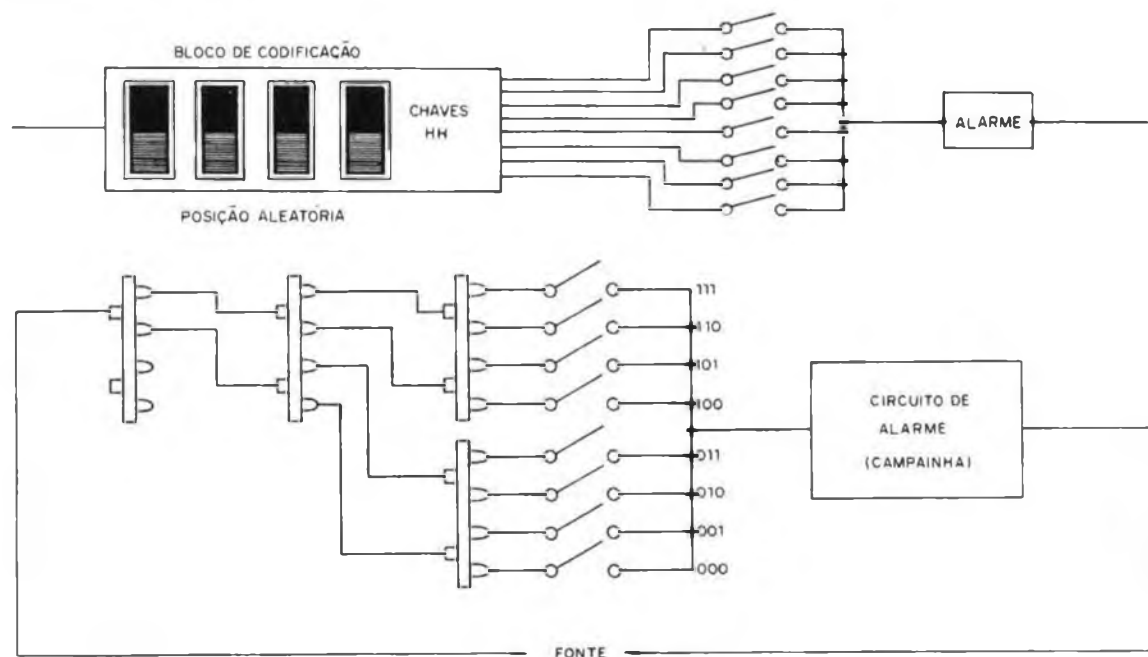 BLOCO DE CODIFICAÇÃO
CHAVES
HH
POSIÇÃO ALEATÓRIA
ALARME
111
110
101
100
011
010
001
000
CIRCUITO DE
ALARME
(CAMPAINHA)
FONTE